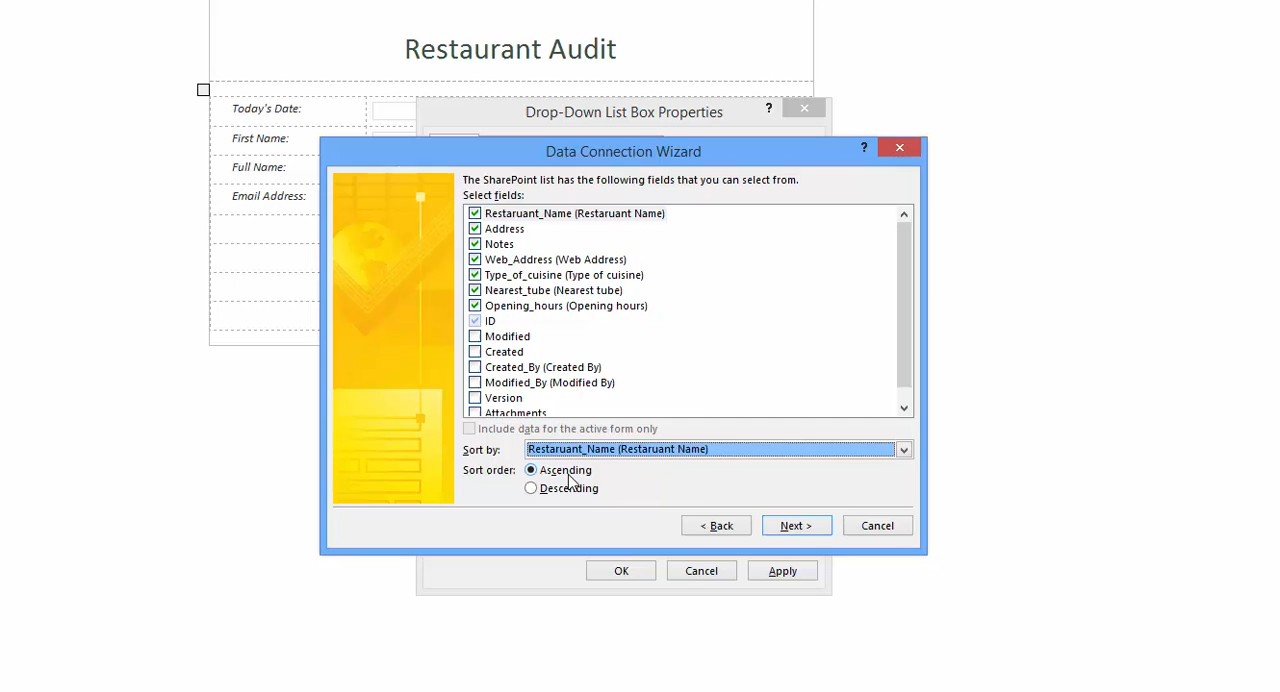 Restaurant Audit
Today's Date:
Drop-Down List Box Properties
?
First Name:
Data Connection Wizard
?
Full Name:
The SharePoint list has the following fields that you can select from.
Email Address:
Select fields:
Restaruant_Name (Restaruant Name)
Address
Notes
Web_Address (Web Address)
Type_of_cuisine (Type of cuisine)
Nearest_tube (Nearest tube)
Opening_hours (Opening hours)
ID
Modified
Created
Created_By (Created By)
Modified_By (Modified By)
Version
Attachments
Include data for the active form only
Sort by: Restaruant_Name (Restaruant Name)
Sort order: Ascending
Descending
< Back Next > Cancel
OK Cancel Apply